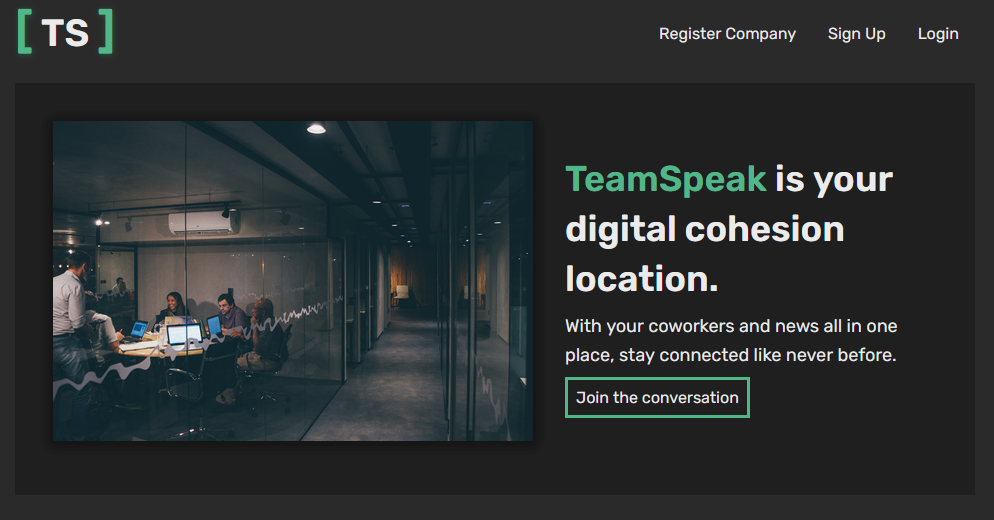 [ TS ]
Register Company Sign Up Login
TeamSpeak is your
digital cohesion
location.
With your coworkers and news all in one
place, stay connected like never before.
Join the conversation